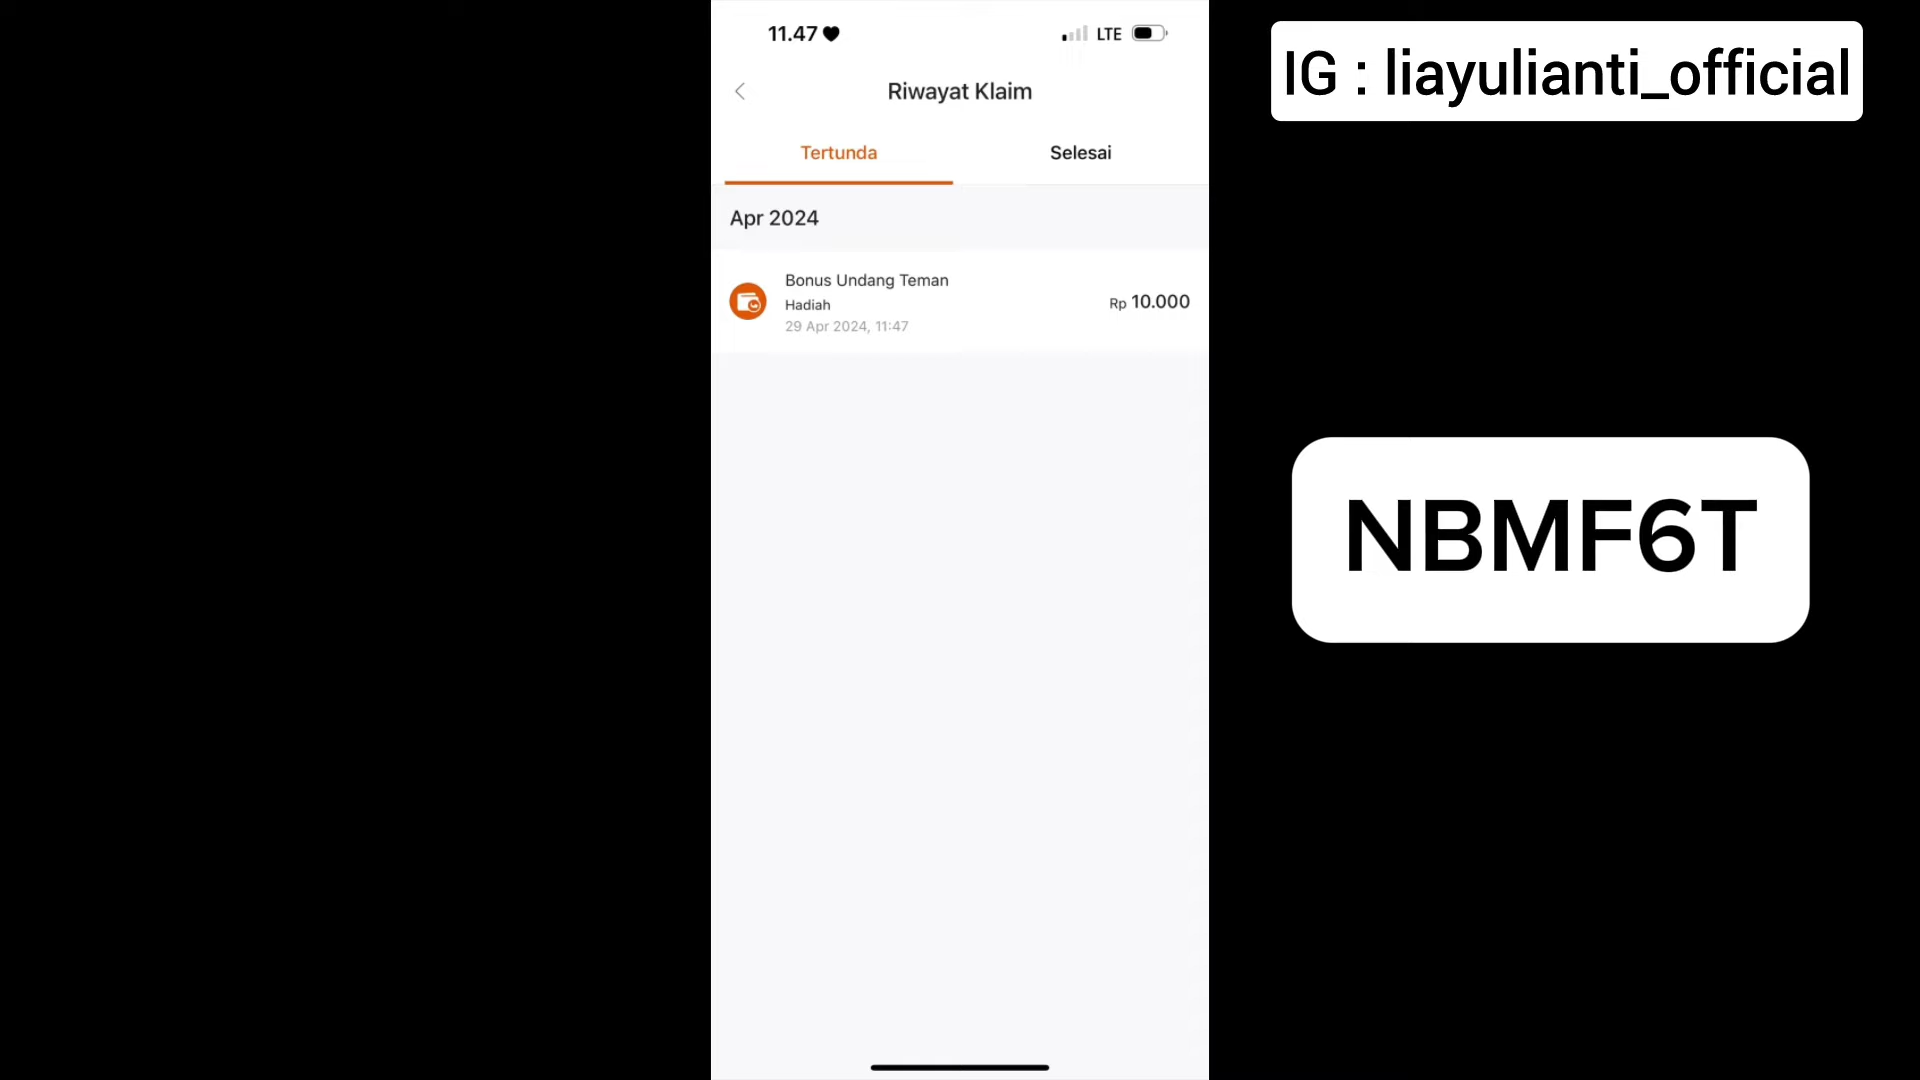 11.47
LTE
IG : liayulianti_official
Riwayat Klaim
Tertunda
Selesai
Apr 2024
Bonus Undang Teman
Hadiah
Rp 10.000
29 Apr 2024, 11:47
NBMF6T